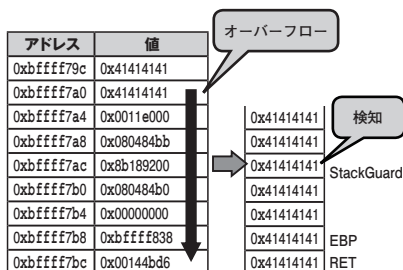 オーバーフロー
アドレス 値
0xbffff79c 0x41414141
0xbffff7a0 0x41414141
0xbffff7a4 0x0011e000
0xbffff7a8 0x080484bb
0xbffff7ac 0x8b189200
0xbffff7b0 0x080484b0
0xbffff7b4 0x00000000
0xbffff7b8 0xbffff838
0xbffff7bc 0x00144bd6
検知
0x41414141
0x41414141
0x41414141 StackGuard
0x41414141
0x41414141
0x41414141 EBP
0x41414141 RET